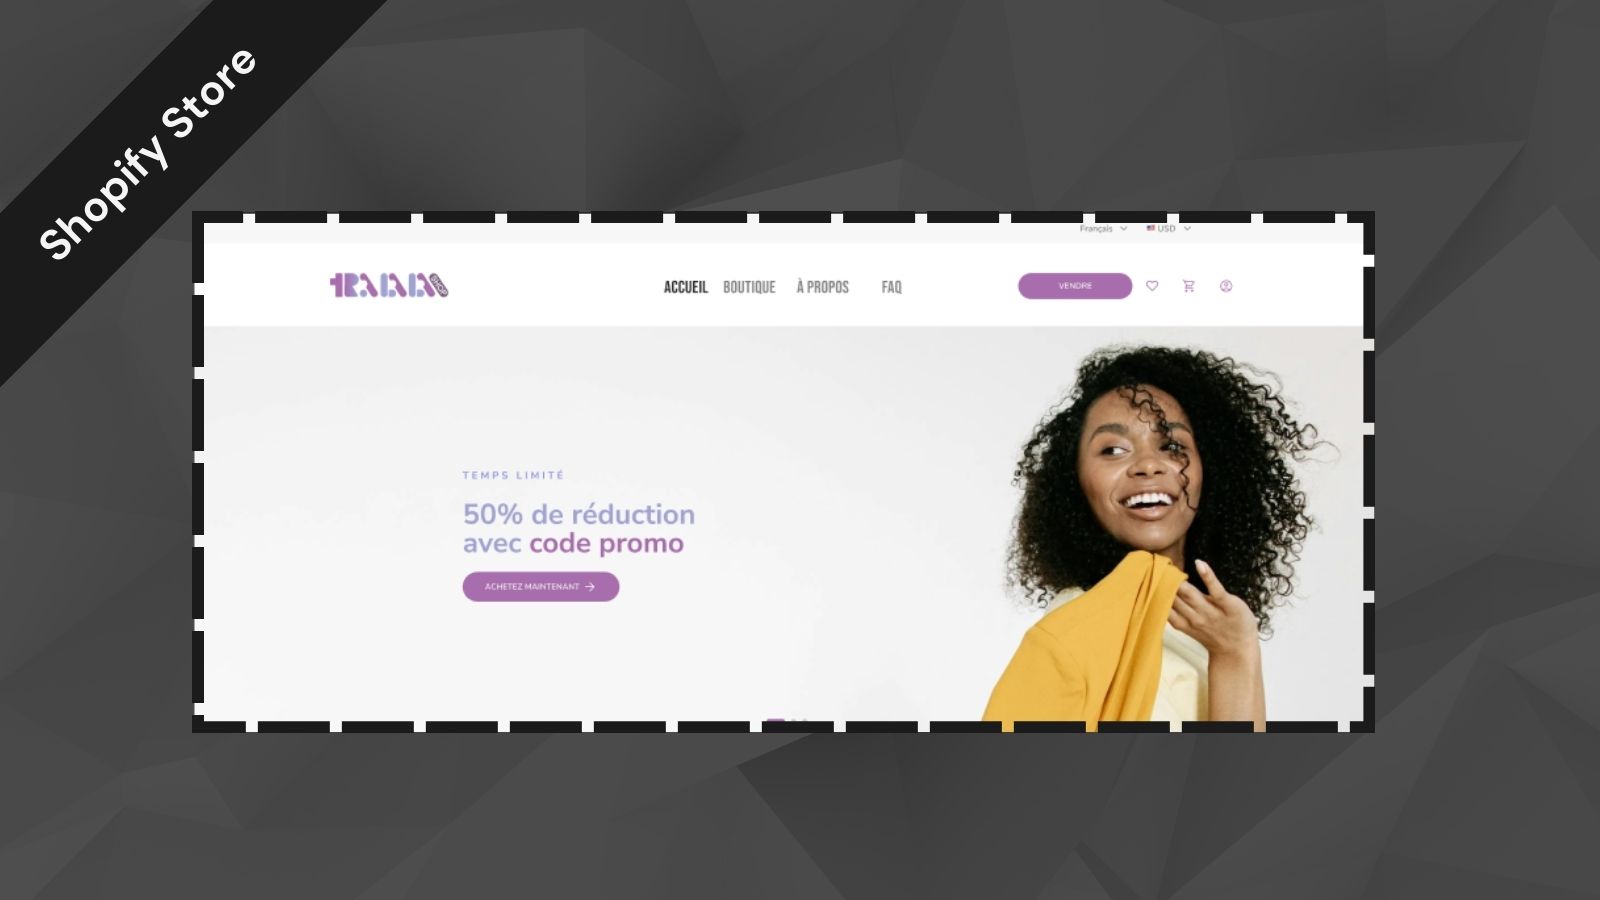 Shopify Store
Français
USD
SHOP
ACCUEIL BOUTIQUE À PROPOS FAQ
VENDRE
TEMPS LIMITÉ
50% de réduction
avec code promo
ACHETEZ MAINTENANT